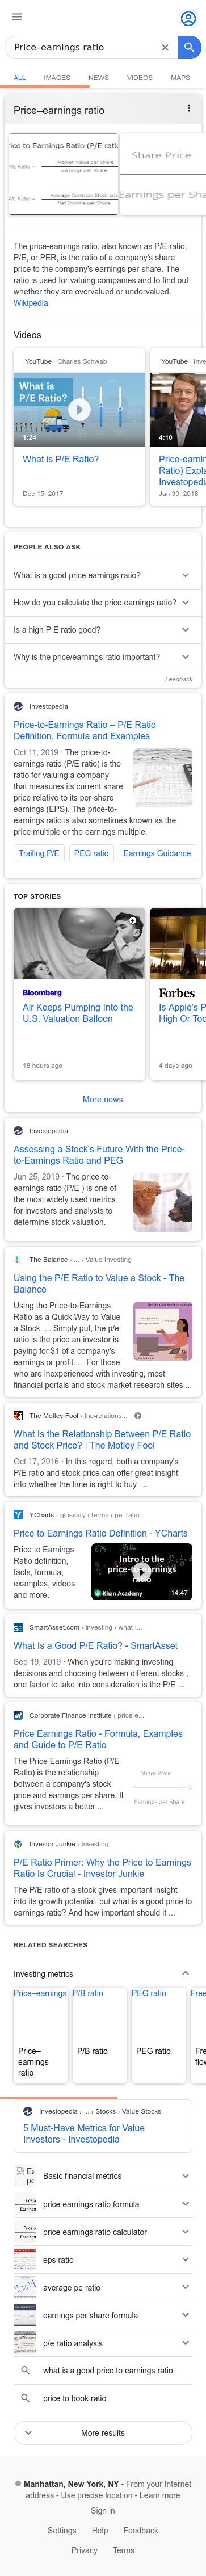 Price–earnings ratio
ALL IMAGES NEWS VIDEOS MAPS
Price–earnings ratio
Price to Earnings Ratio (P/E ratio
Market Value per Share
Earnings per Share
Net Income per Share
Share Price
Earnings per Shar
The price-earnings ratio, also known as P/E ratio,
P/E, or PER, is the ratio of a company's share
price to the company's earnings per share. The
ratio is used for valuing companies and to find out
whether they are overvalued or undervalued.
Wikipedia
Videos
YouTube · Charles Schwab
What is
P/E Ratio?
1:24
What is P/E Ratio?
Dec 15, 2017
YouTube · Inve
4:10
Price-earnin
Ratio) Expla
Investopedi
Jan 30, 2018
PEOPLE ALSO ASK
What is a good price earnings ratio?
How do you calculate the price earnings ratio?
Is a high P E ratio good?
Why is the price/earnings ratio important?
Feedback
Investopedia
Price-to-Earnings Ratio – P/E Ratio
Definition, Formula and Examples
Oct 11, 2019 · The price-to-
earnings ratio (P/E ratio) is the
ratio for valuing a company
that measures its current share
price relative to its per-share
earnings (EPS). The price-to-
earnings ratio is also sometimes known as the
price multiple or the earnings multiple.
Trailing P/E PEG ratio Earnings Guidance
TOP STORIES
Bloomberg
Air Keeps Pumping Into the
U.S. Valuation Balloon
18 hours ago
Forbes
Is Apple's P
High Or Too
4 days ago
More news
Investopedia
Assessing a Stock's Future With the Price-
to-Earnings Ratio and PEG
Jun 25, 2019 · The price-to-
earnings ratio (P/E ) is one of
the most widely used metrics
for investors and analysts to
determine stock valuation.
The Balance › ... › Value Investing
Using the P/E Ratio to Value a Stock - The
Balance
Using the Price-to-Earnings
Ratio as a Quick Way to Value
a Stock. ... Simply put, the p/e
ratio is the price an investor is
paying for $1 of a company's
earnings or profit. ... For those
who are inexperienced with investing, most
financial portals and stock market research sites ...
The Motley Fool › the-relations...
What Is the Relationship Between P/E Ratio
and Stock Price? | The Motley Fool
Oct 17, 2016 · In this regard, both a company's
P/E ratio and stock price can offer great insight
into whether the time is right to buy ...
YCharts › glossary › terms › pe_ratio
Price to Earnings Ratio Definition - YCharts
Price to Earnings
Ratio definition,
facts, formula,
examples, videos
and more.
Intro to the
price-to-earnings
ratio
Khan Academy
14:47
SmartAsset.com › investing › what-i...
What Is a Good P/E Ratio? - SmartAsset
Sep 19, 2019 · When you're making investing
decisions and choosing between different stocks ,
one factor to take into consideration is the P/E ...
Corporate Finance Institute › price-e...
Price Earnings Ratio - Formula, Examples
and Guide to P/E Ratio
The Price Earnings Ratio (P/E
Ratio) is the relationship
between a company's stock
price and earnings per share. It
gives investors a better ...
Share Price
=
Earnings per Share
Investor Junkie › Investing
P/E Ratio Primer: Why the Price to Earnings
Ratio Is Crucial - Investor Junkie
The P/E ratio of a stock gives important insight
into its growth potential, but what is a good price to
earnings ratio? And how important should it ...
RELATED SEARCHES
Investing metrics
Price–earnings P/B ratio PEG ratio Free
Price–
earnings
ratio
P/B ratio
PEG ratio
Fre
flow
Investopedia › ... › Stocks › Value Stocks
5 Must-Have Metrics for Value
Investors - Investopedia
Basic financial metrics
price earnings ratio formula
price earnings ratio calculator
eps ratio
average pe ratio
earnings per share formula
p/e ratio analysis
what is a good price to earnings ratio
price to book ratio
More results
Manhattan, New York, NY - From your Internet
address - Use precise location - Learn more
Sign in
Settings Help Feedback
Privacy Terms